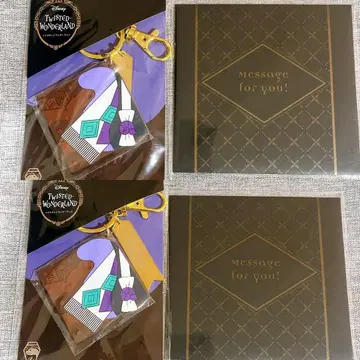 Disney
TWISTED-
WONDERLAND
Message
for you!
Disney
TWISTED-
WONDERLAND
Message
for you!